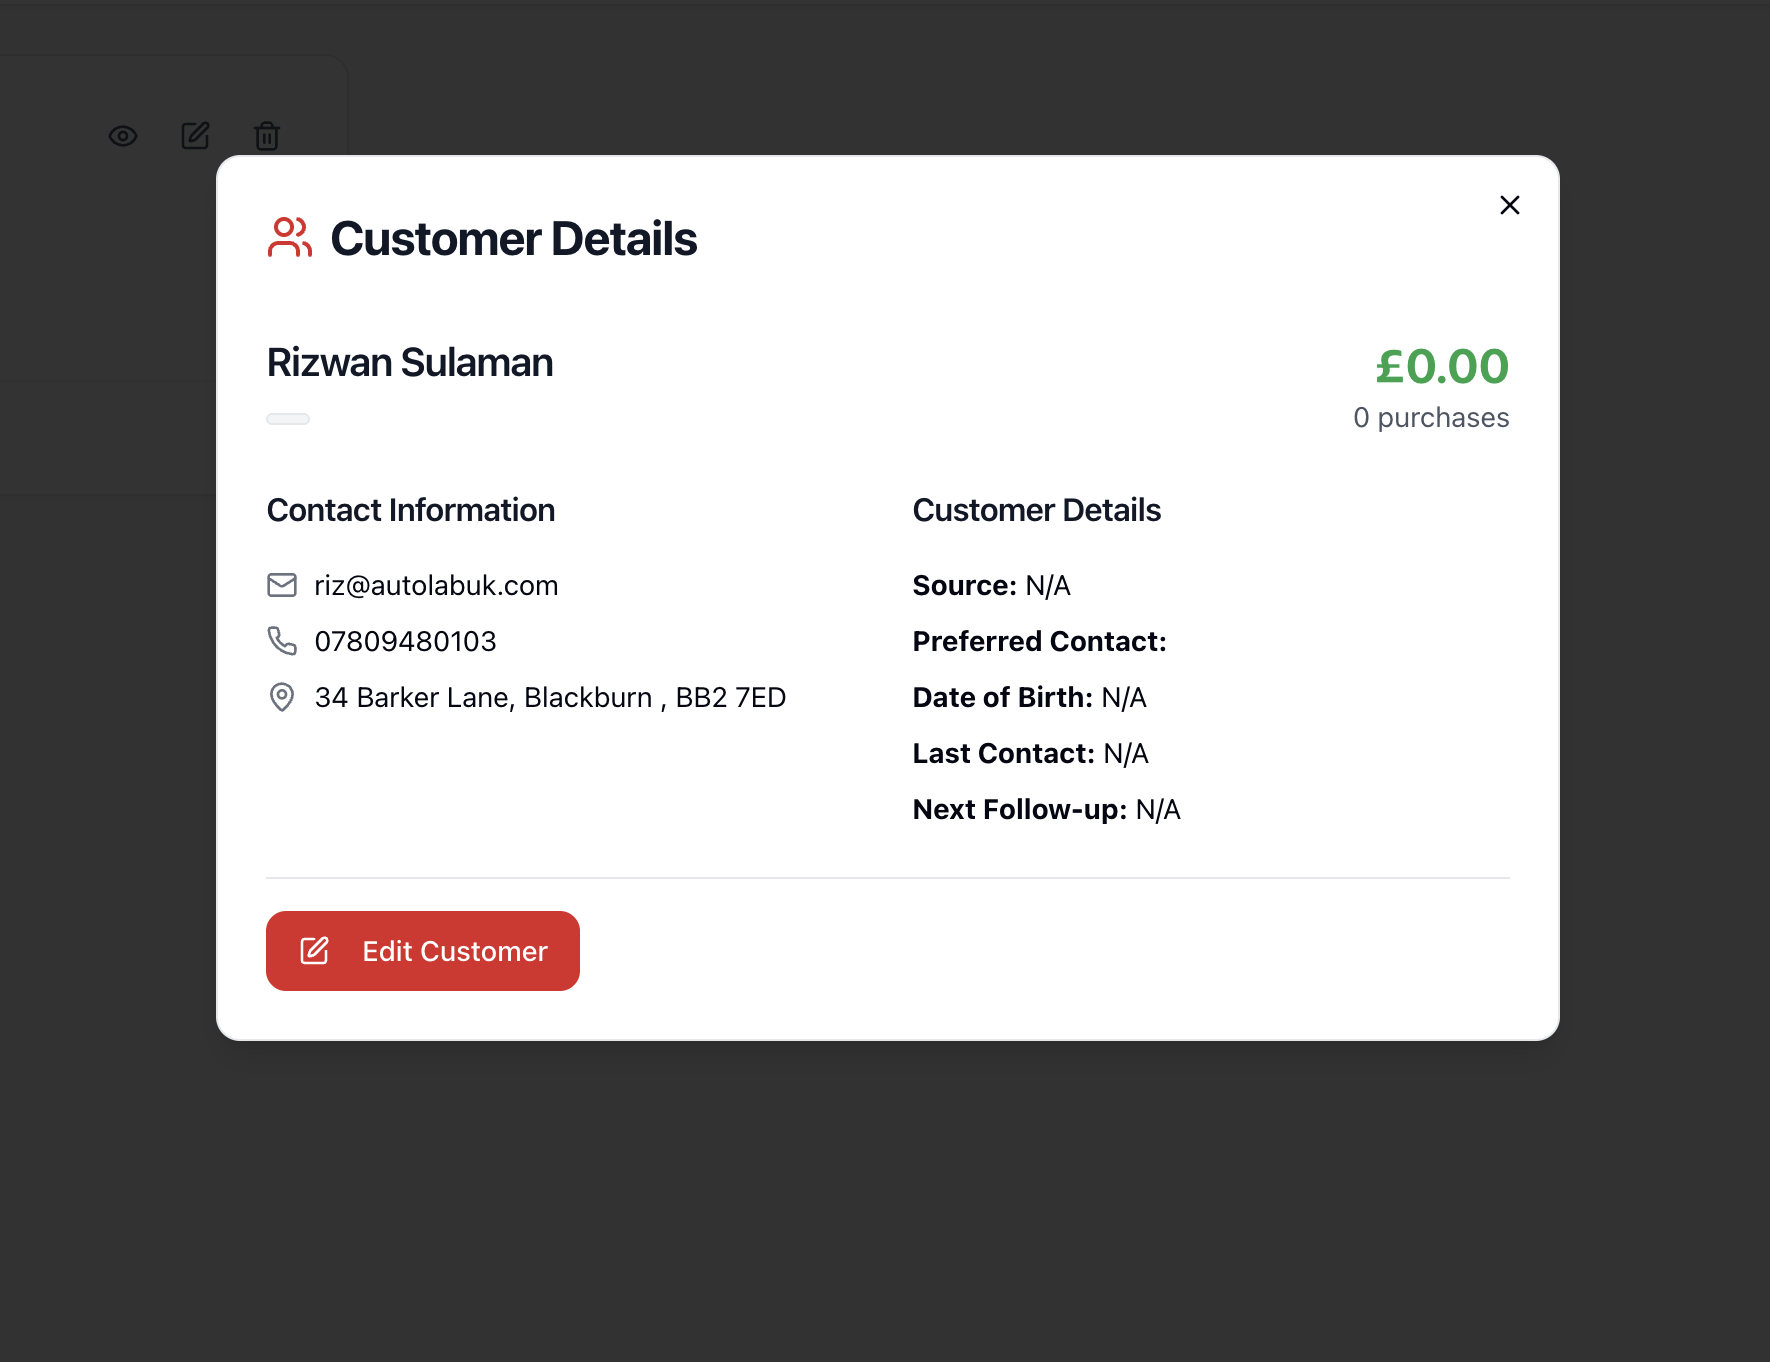 Customer Details
Rizwan Sulaman
£0.00
0 purchases
Contact Information
riz@autolabuk.com
07809480103
34 Barker Lane, Blackburn , BB2 7ED
Customer Details
Source: N/A
Preferred Contact:
Date of Birth: N/A
Last Contact: N/A
Next Follow-up: N/A
Edit Customer